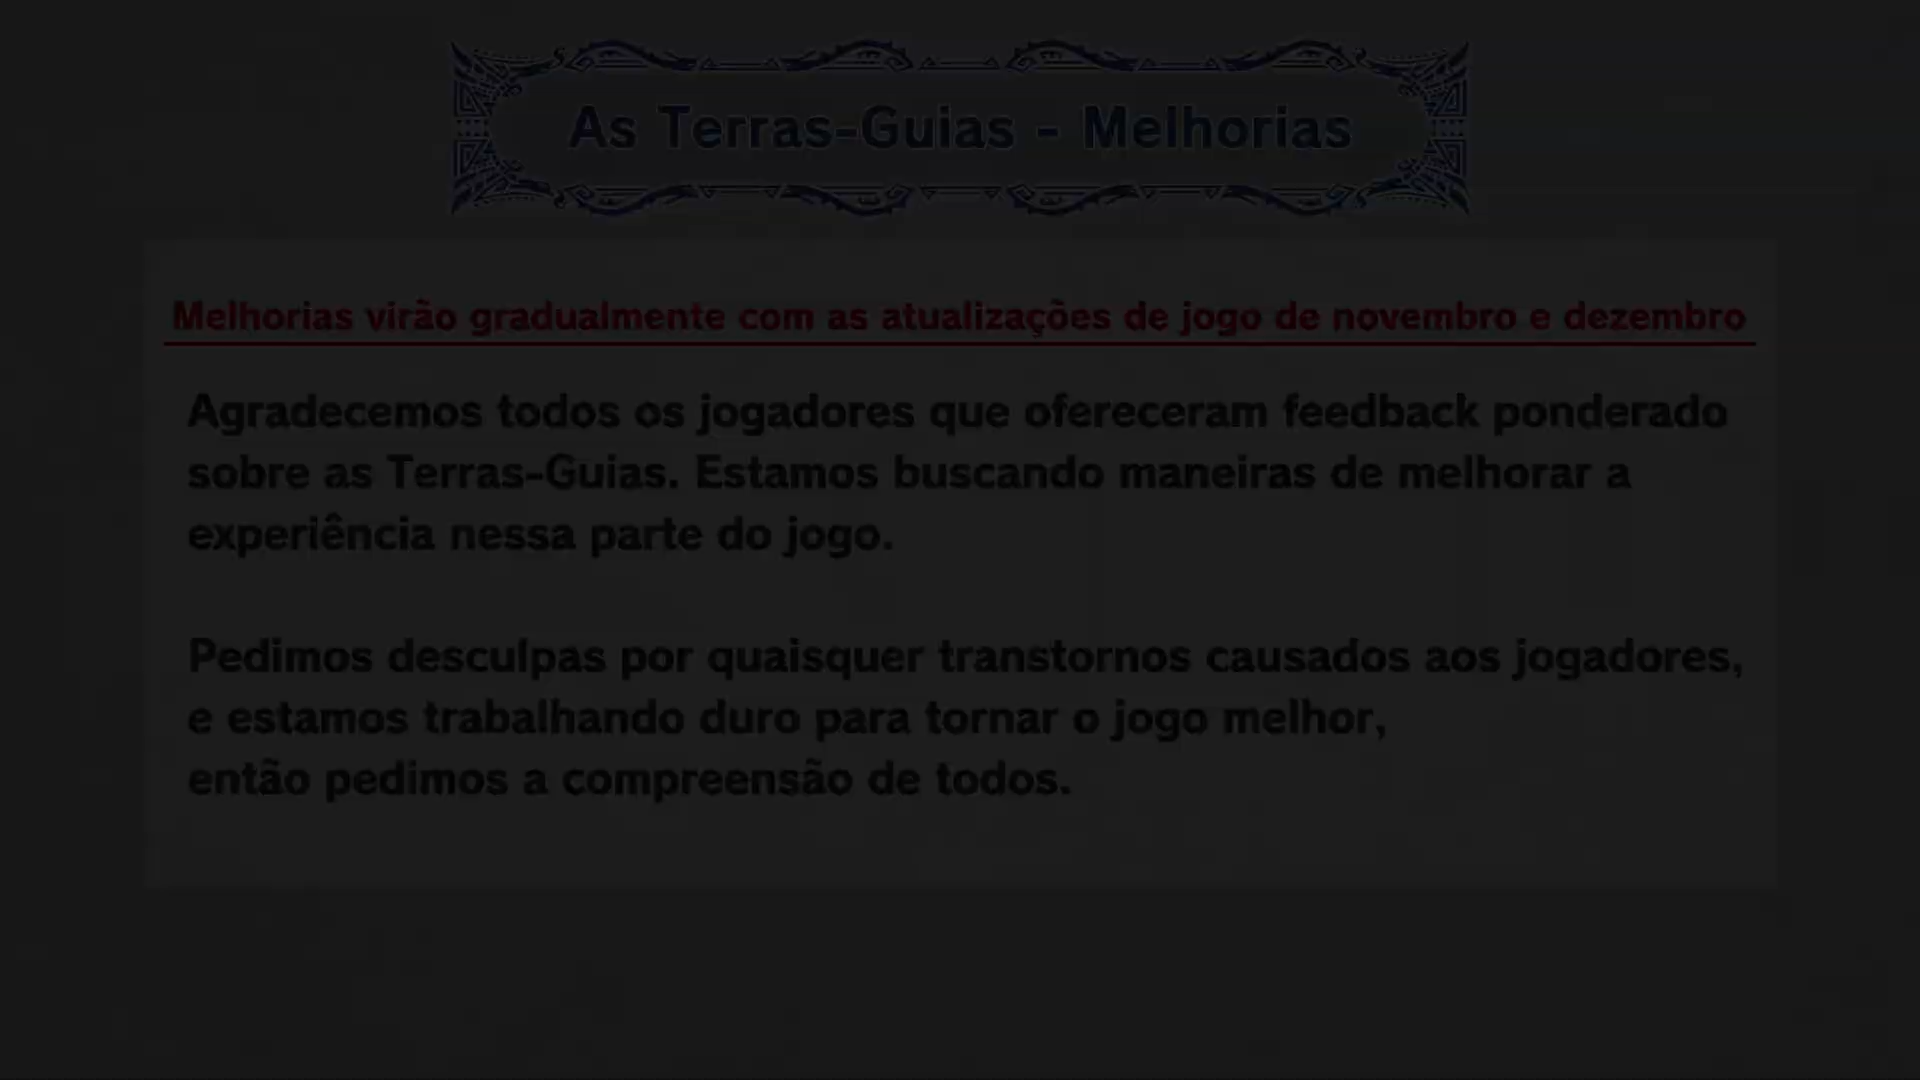 As Terras-Guias - Melhorias
Melhorias virão gradualmente com as atualizações de jogo de novembro e dezembro
Agradecemos todos os jogadores que ofereceram feedback ponderado
sobre as Terras-Guias. Estamos buscando maneiras de melhorar a
experiência nessa parte do jogo.
Pedimos desculpas por quaisquer transtornos causados aos jogadores,
e estamos trabalhando duro para tornar o jogo melhor,
então pedimos a compreensão de todos.